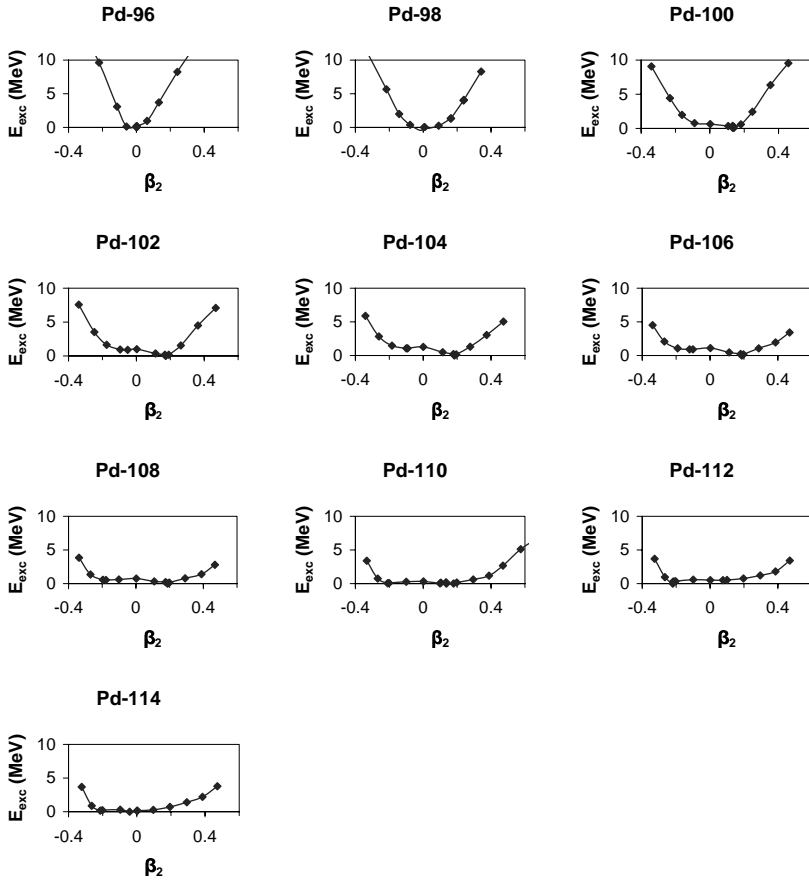 Pd-96
E_exc (MeV)
10
5
0
-0.4 0 0.4
β₂
Pd-98
E_exc (MeV)
10
5
0
-0.4 0 0.4
β₂
Pd-100
E_exc (MeV)
10
5
0
-0.4 0 0.4
β₂
Pd-102
E_exc (MeV)
10
5
0
-0.4 0 0.4
β₂
Pd-104
E_exc (MeV)
10
5
0
-0.4 0 0.4
β₂
Pd-106
E_exc (MeV)
10
5
0
-0.4 0 0.4
β₂
Pd-108
E_exc (MeV)
10
5
0
-0.4 0 0.4
β₂
Pd-110
E_exc (MeV)
10
5
0
-0.4 0 0.4
β₂
Pd-112
E_exc (MeV)
10
5
0
-0.4 0 0.4
β₂
Pd-114
E_exc (MeV)
10
5
0
-0.4 0 0.4
β₂